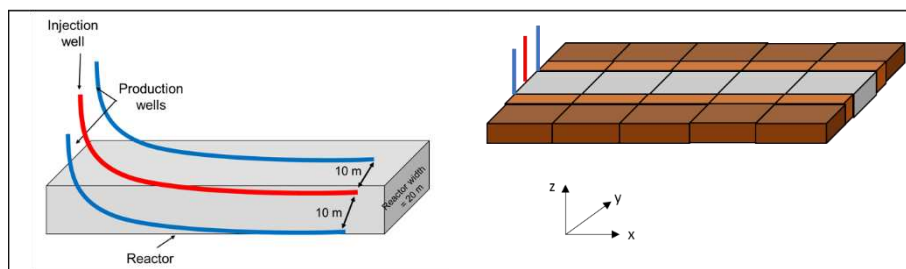 Injection
well
Production
wells
10 m
10 m
Reactor width
= 20 m
Reactor
z
y
x